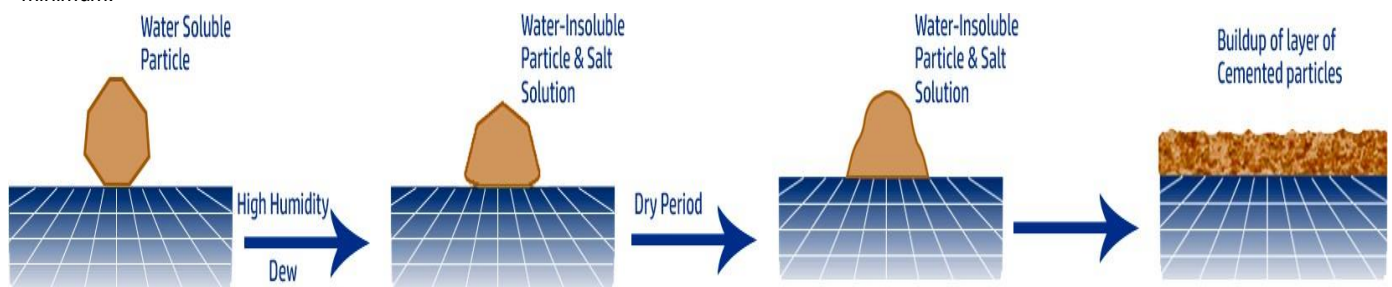 Water Soluble
Particle
High Humidity
Dew
Water-Insoluble
Particle & Salt
Solution
Dry Period
Water-Insoluble
Particle & Salt
Solution
Buildup of layer of
Cemented particles